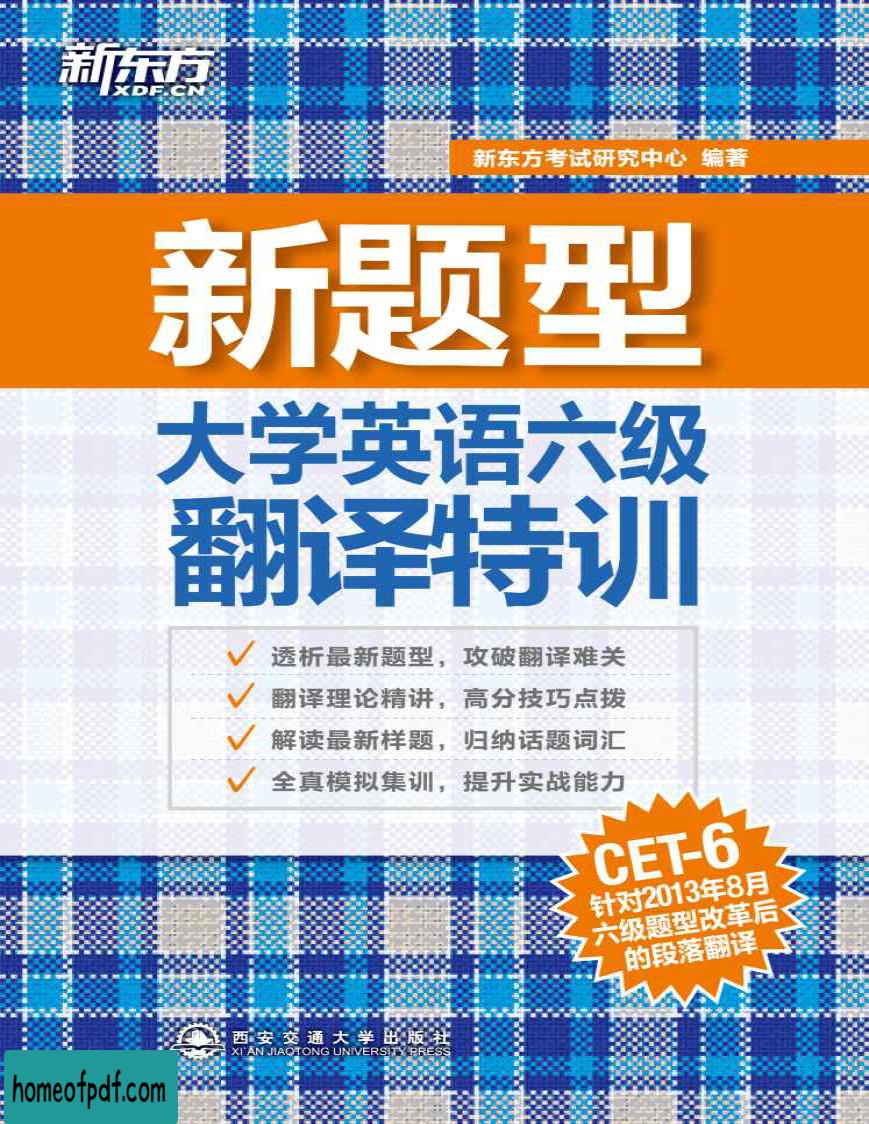 新东方
XDF.CN
新东方考试研究中心 编著
新题型
大学英语六级
翻译特训
✓ 透析最新题型，攻破翻译难关
✓ 翻译理论精讲，高分技巧点拨
✓ 解读最新样题，归纳话题词汇
✓ 全真模拟集训，提升实战能力
CET-6
针对2013年8月
六级题型改革后
的段落翻译
西安交通大学出版社
XI'AN JIAOTONG UNIVERSITY PRESS
homeofpdf.com